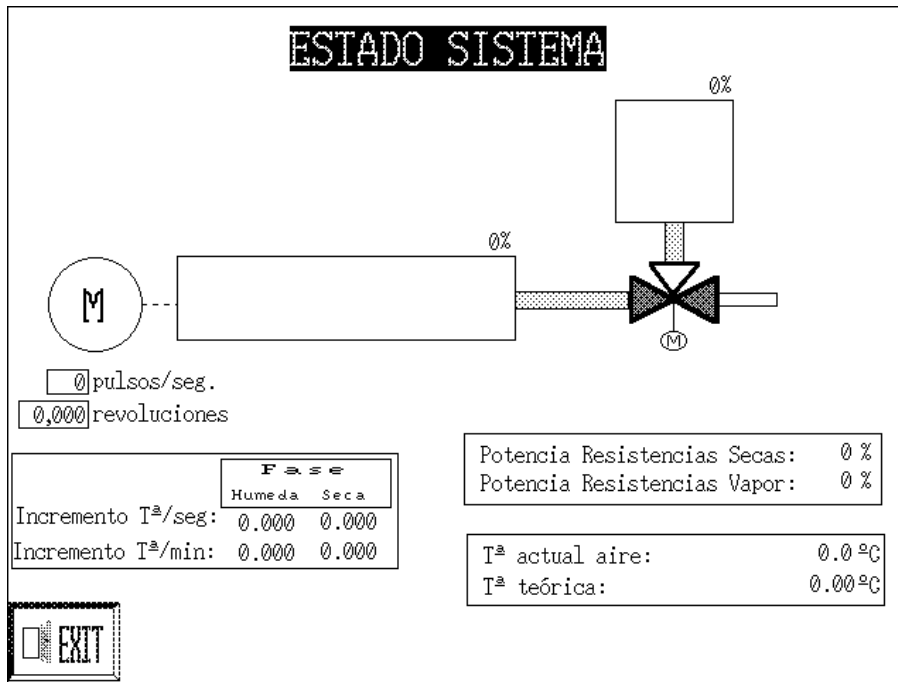 ESTADO SISTEMA
0%
0%
M
M
0 pulsos/seg.
0,000 revoluciones
Fase
Humeda Seca
Incremento Tª/seg: 0.000 0.000
Incremento Tª/min: 0.000 0.000
Potencia Resistencias Secas: 0 %
Potencia Resistencias Vapor: 0 %
Tª actual aire: 0.0 ºC
Tª teórica: 0.00 ºC
EXIT